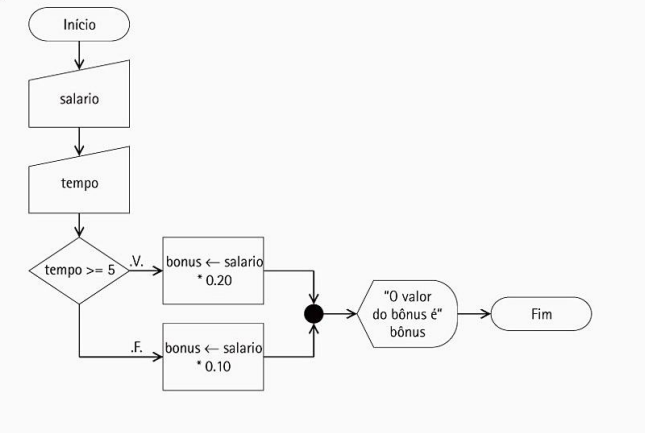 Início
salario
tempo
tempo >= 5
.V.
bonus ← salario
* 0.20
.F.
bonus ← salario
* 0.10
"O valor
do bônus é"
bônus
Fim